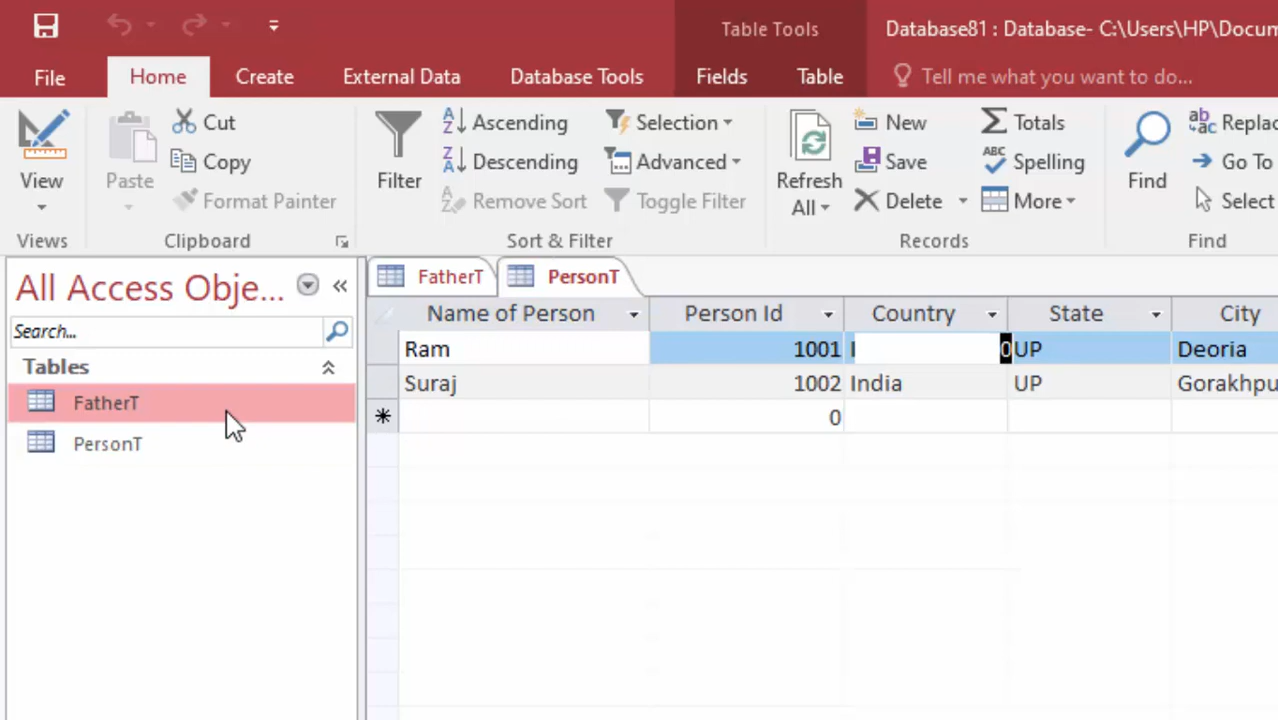 Table Tools
Database81 : Database- C:\Users\HP\Docum
File
Home
Create
External Data
Database Tools
Fields
Table
Tell me what you want to do...
View
Paste
Cut
Copy
Format Painter
Filter
Ascending
Descending
Remove Sort
Selection
Advanced
Toggle Filter
Refresh
All
New
Save
Delete
Totals
Spelling
More
Find
Replac
Go To
Select
Views
Clipboard
Sort & Filter
Records
Find
All Access Obje...
Search...
Tables
FatherT
PersonT
FatherT
PersonT
Name of Person Person Id Country State City
Ram 1001 I 0 UP Deoria
Suraj 1002 India UP Gorakhpu
0